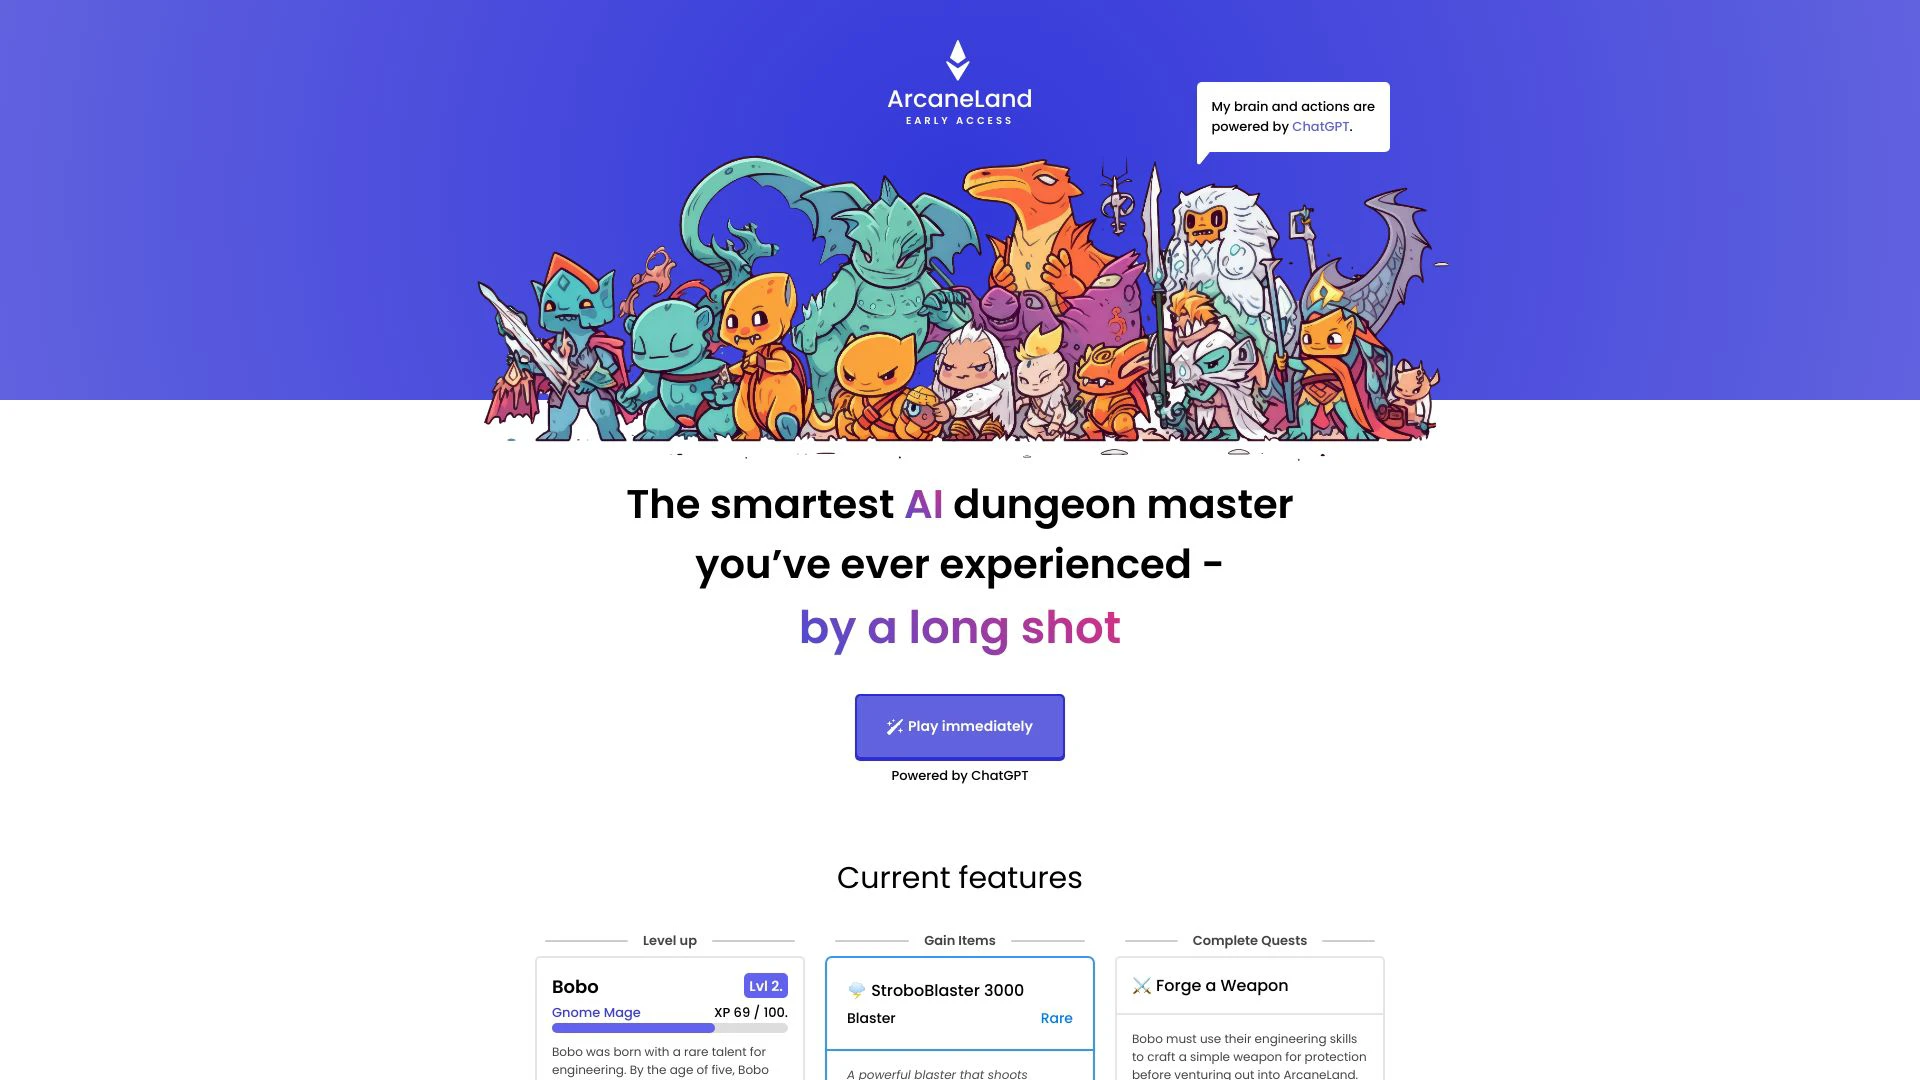 ArcaneLand
EARLY ACCESS
My brain and actions are
powered by ChatGPT.
The smartest AI dungeon master
you’ve ever experienced -
by a long shot
Play immediately
Powered by ChatGPT
Current features
Level up
Bobo
Lvl 2.
Gnome Mage
XP 69 / 100.
Bobo was born with a rare talent for
engineering. By the age of five, Bobo
Gain Items
StroboBlaster 3000
Blaster
Rare
A powerful blaster that shoots
Complete Quests
Forge a Weapon
Bobo must use their engineering skills
to craft a simple weapon for protection
before venturing out into ArcaneLand.